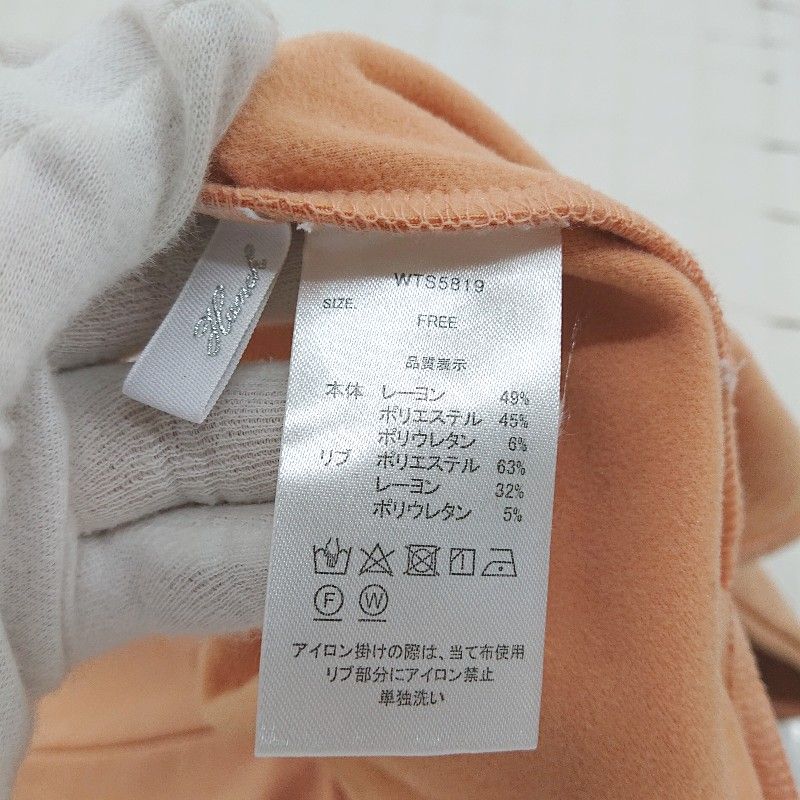 WTS5819
SIZE.
FREE
品質表示
本体 レーヨン 49%
ポリエステル 45%
ポリウレタン 6%
リブ ポリエステル 63%
レーヨン 32%
ポリウレタン 5%
F W
アイロン掛けの際は、当て布使用
リブ部分にアイロン禁止
単独洗い